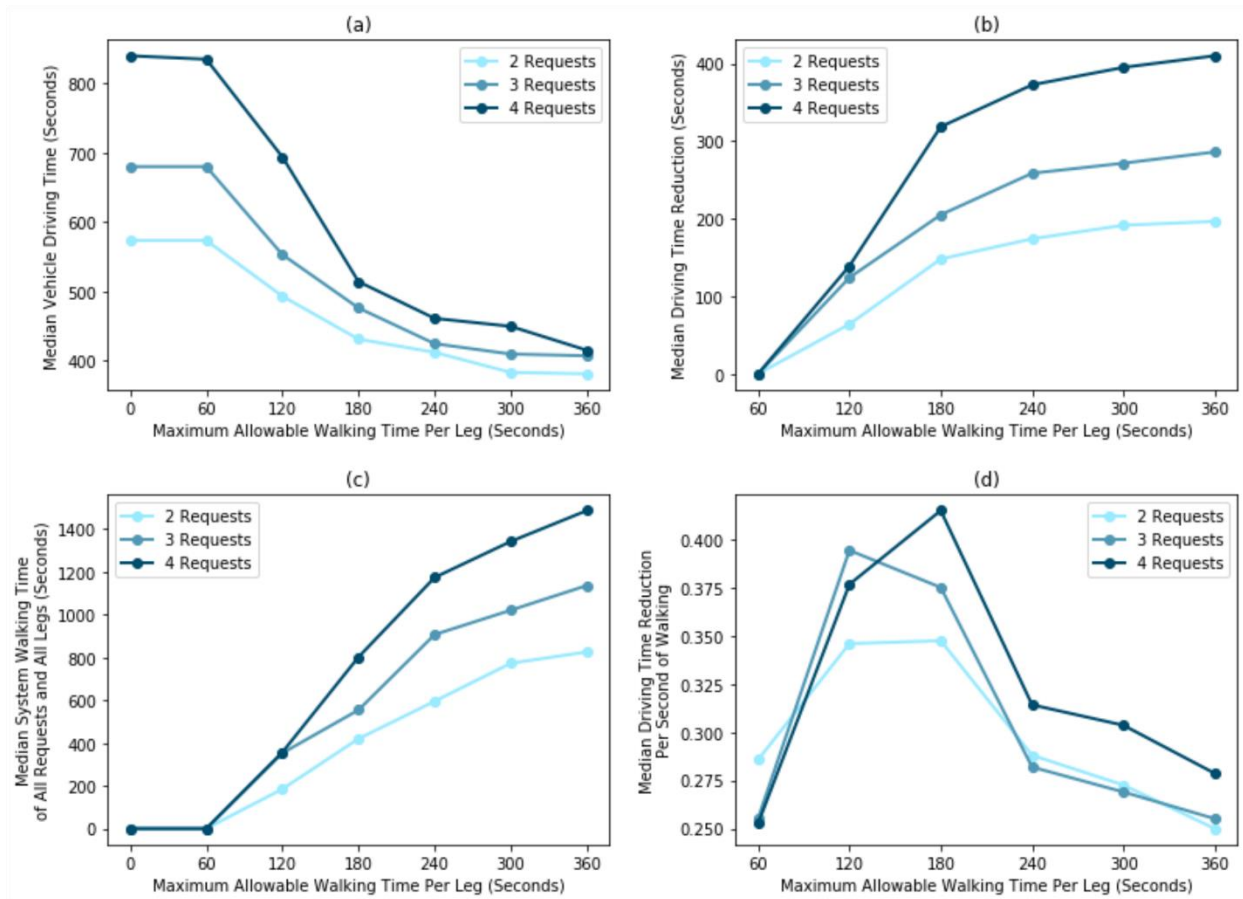 (a)
Median Vehicle Driving Time (Seconds)
800
700
600
500
400
2 Requests
3 Requests
4 Requests
0 60 120 180 240 300 360
Maximum Allowable Walking Time Per Leg (Seconds)
(b)
Median Driving Time Reduction (Seconds)
400
300
200
100
0
2 Requests
3 Requests
4 Requests
60 120 180 240 300 360
Maximum Allowable Walking Time Per Leg (Seconds)
(c)
Median System Walking Time
of All Requests and All Legs (Seconds)
1400
1200
1000
800
600
400
200
0
2 Requests
3 Requests
4 Requests
0 60 120 180 240 300 360
Maximum Allowable Walking Time Per Leg (Seconds)
(d)
Median Driving Time Reduction
Per Second of Walking
0.400
0.375
0.350
0.325
0.300
0.275
0.250
2 Requests
3 Requests
4 Requests
60 120 180 240 300 360
Maximum Allowable Walking Time Per Leg (Seconds)